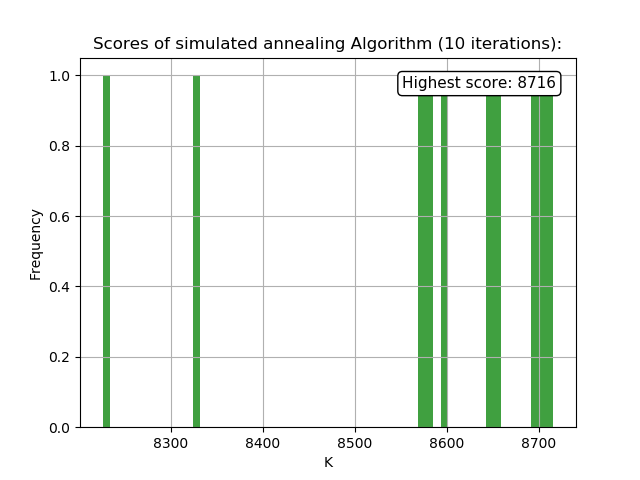 Scores of simulated annealing Algorithm (10 iterations):
Highest score: 8716
1.0
0.8
0.6
0.4
0.2
0.0
Frequency
8300 8400 8500 8600 8700
K